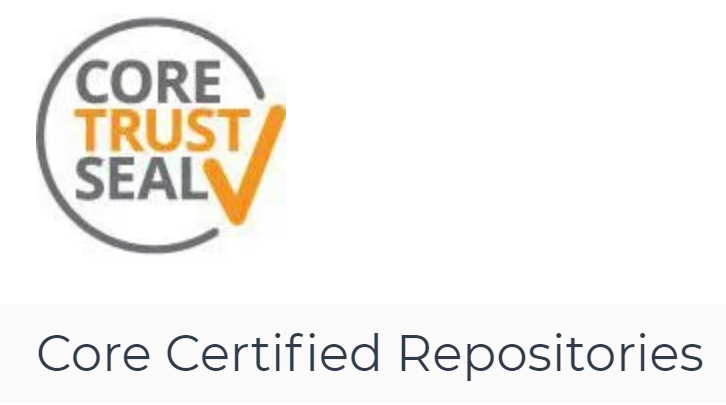 CORE
TRUST
SEAL
Core Certified Repositories